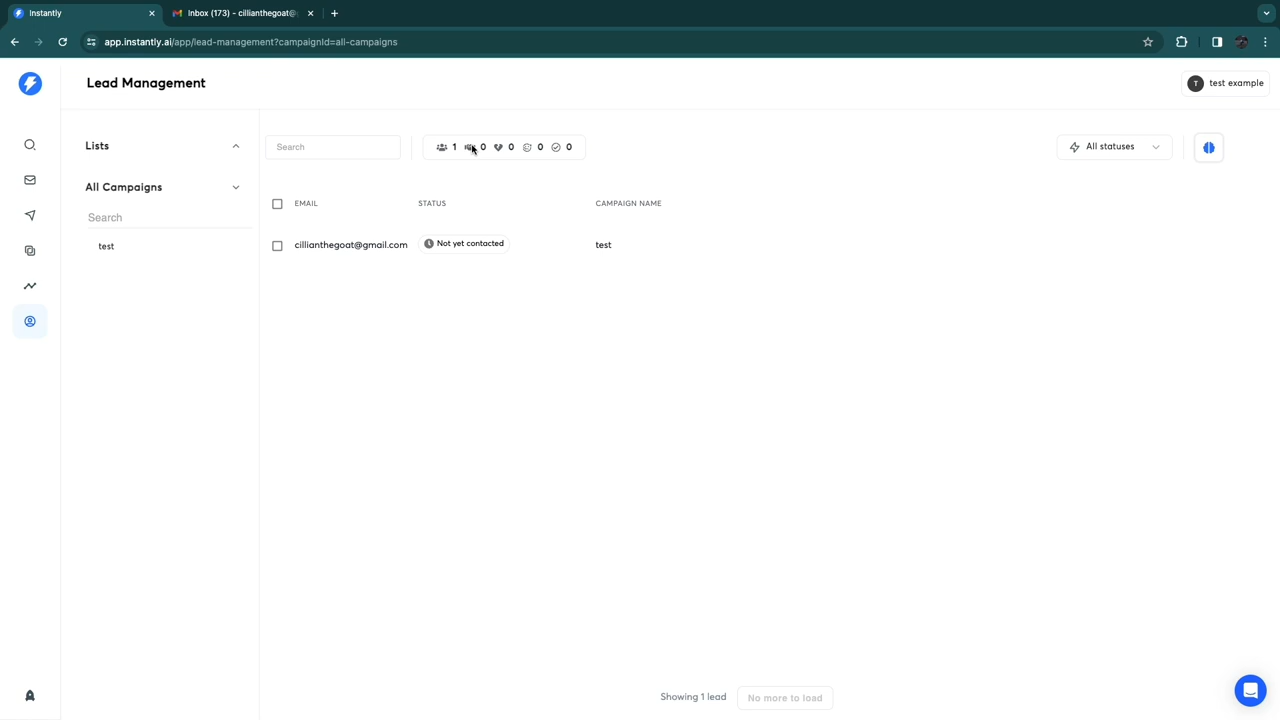 Instantly
Inbox (173) - cillianthegoat@
app.instantly.ai/app/lead-management?campaignId=all-campaigns
Lead Management
T test example
Lists
Search
1 0 0 0 0
All statuses
All Campaigns
Search
test
EMAIL STATUS CAMPAIGN NAME
cillianthegoat@gmail.com Not yet contacted test
Showing 1 lead No more to load